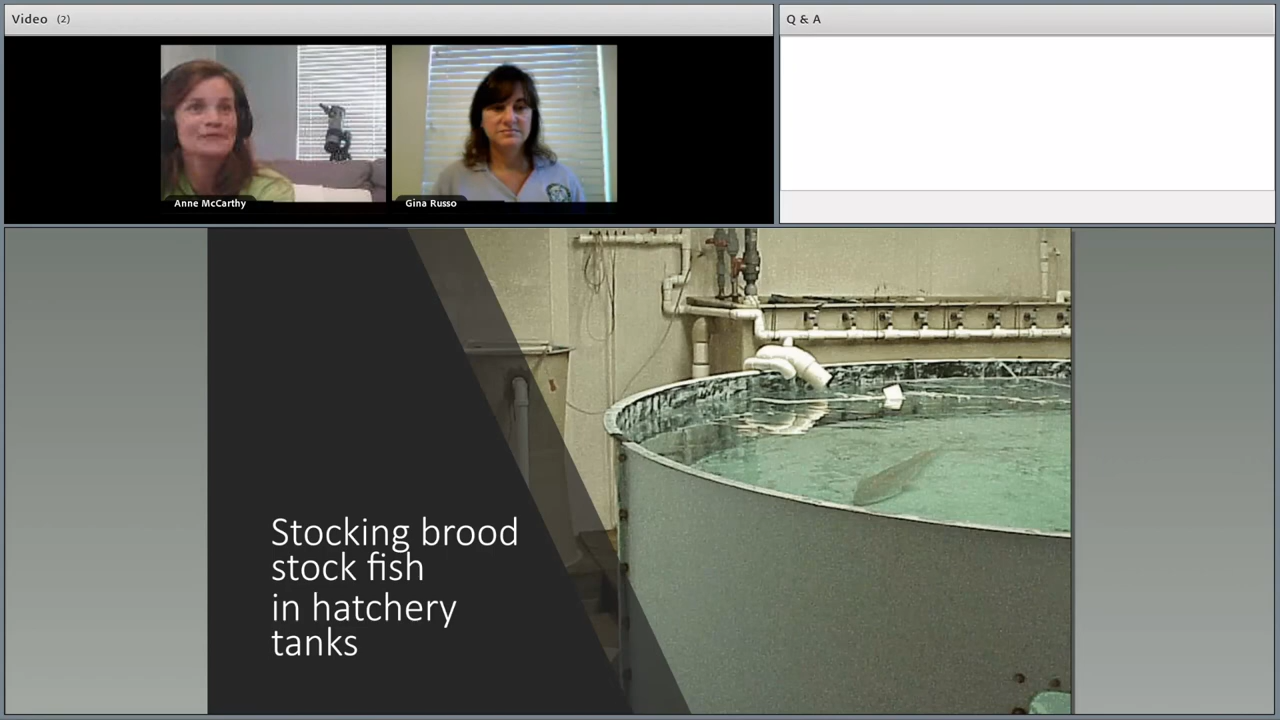 Video (2)
Q & A
Anne McCarthy
Gina Russo
Stocking brood
stock fish
in hatchery
tanks